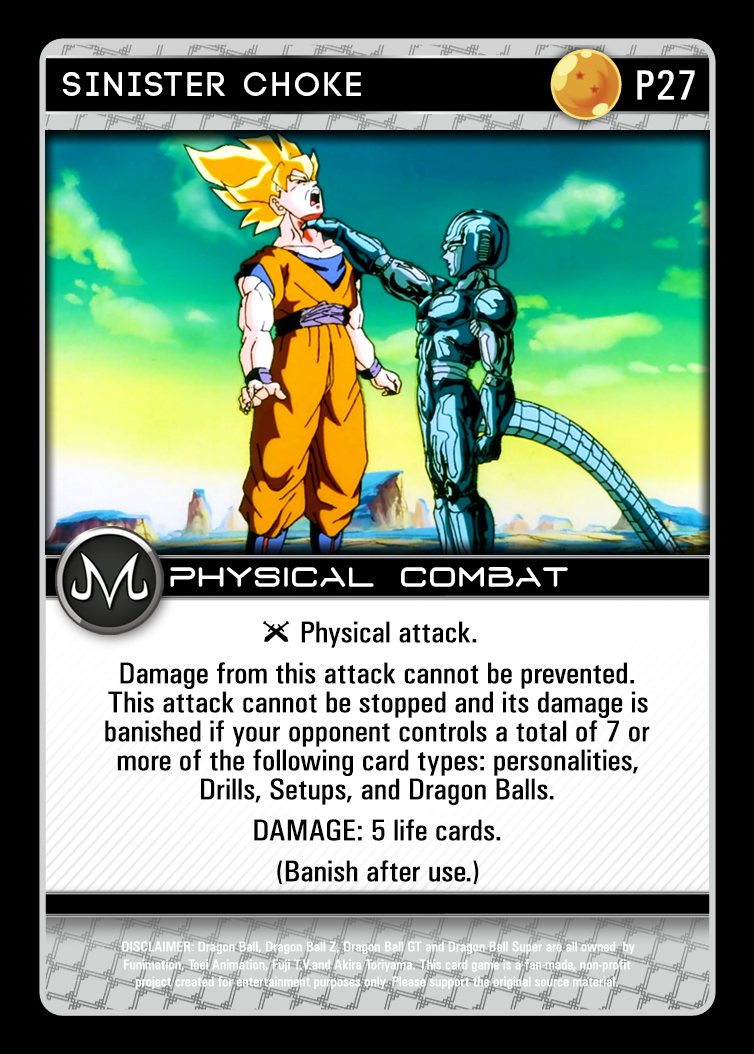 SINISTER CHOKE
P27
PHYSICAL COMBAT
Physical attack.
Damage from this attack cannot be prevented.
This attack cannot be stopped and its damage is
banished if your opponent controls a total of 7 or
more of the following card types: personalities,
Drills, Setups, and Dragon Balls.
DAMAGE: 5 life cards.
(Banish after use.)
DISCLAIMER: Dragon Ball, Dragon Ball Z, Dragon Ball GT and Dragon Ball Super are all owned by
Funimation, Toei Animation, Fuji T.V.and Akira Toriyama. This card game is a fan-made, non-profit
project created for entertainment purposes only. Please support the original source material.